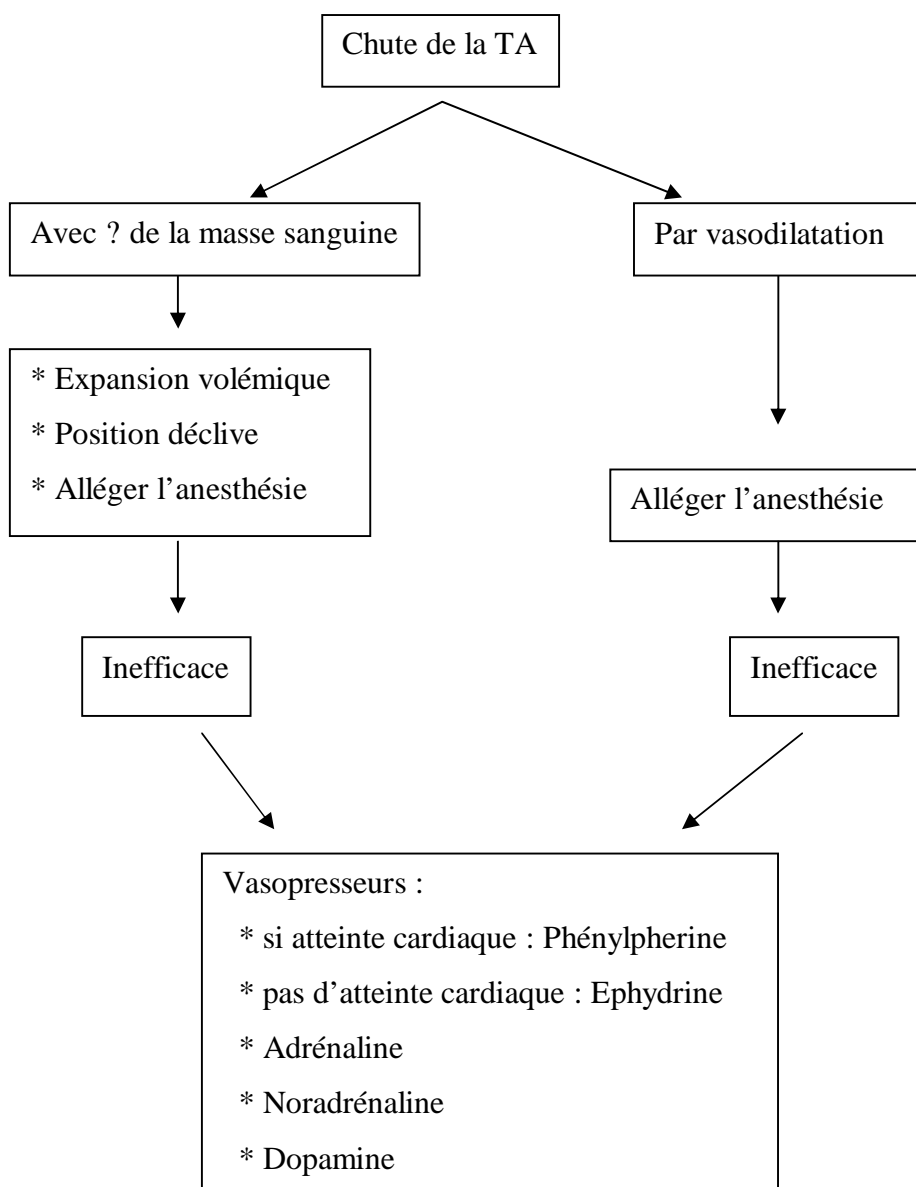 Chute de la TA
Avec ? de la masse sanguine
Par vasodilatation
* Expansion volémique
* Position déclive
* Alléger l’anesthésie
Alléger l’anesthésie
Inefficace
Inefficace
Vasopresseurs :
* si atteinte cardiaque : Phénylpherine
* pas d’atteinte cardiaque : Ephydrine
* Adrénaline
* Noradrénaline
* Dopamine